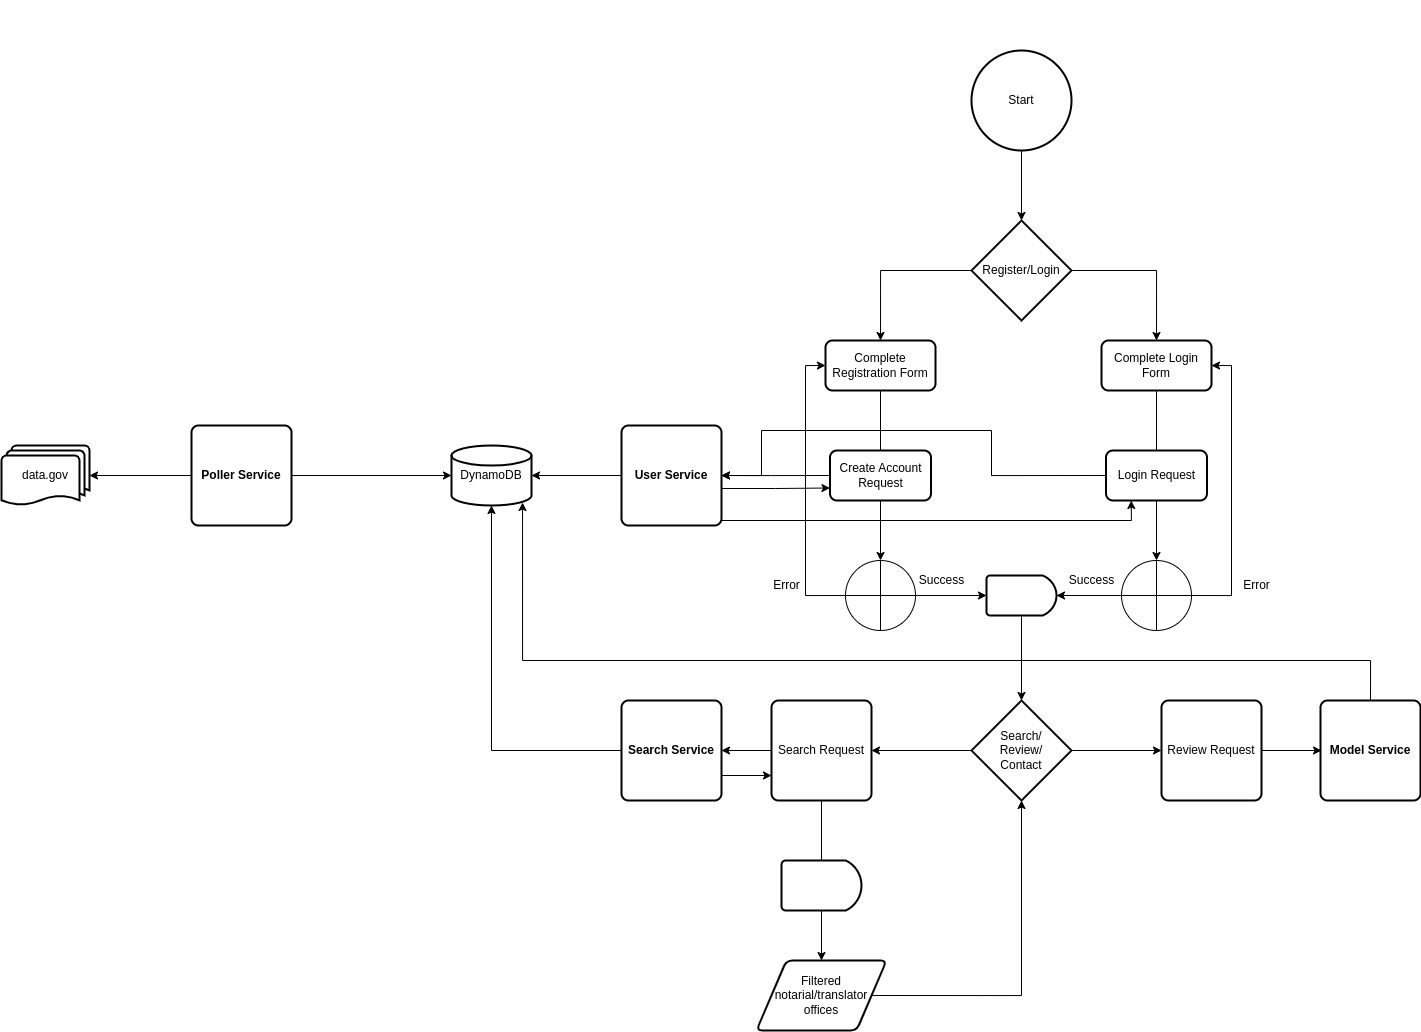 Start
Register/Login
Complete
Registration Form
Complete Login
Form
data.gov
Poller Service
DynamoDB
User Service
Create Account
Request
Login Request
Error
Success
Success
Error
Search Service
Search Request
Search/
Review/
Contact
Review Request
Model Service
Filtered
notarial/translator
offices